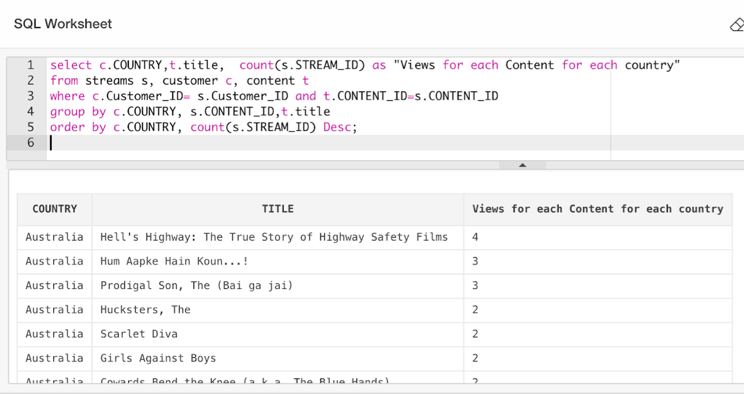 SQL Worksheet
1 select c.COUNTRY,t.title,  count(s.STREAM_ID) as "Views for each Content for each country"
2 from streams s, customer c, content t
3 where c.Customer_ID= s.Customer_ID and t.CONTENT_ID=s.CONTENT_ID
4 group by c.COUNTRY, s.CONTENT_ID,t.title
5 order by c.COUNTRY, count(s.STREAM_ID) Desc;
6
COUNTRY TITLE Views for each Content for each country
Australia Hell's Highway: The True Story of Highway Safety Films 4
Australia Hum Aapke Hain Koun...! 3
Australia Prodigal Son, The (Bai ga jai) 3
Australia Hucksters, The 2
Australia Scarlet Diva 2
Australia Girls Against Boys 2
Australia Cowards Bend the Knee (a.k.a. The Blue Hands) 2